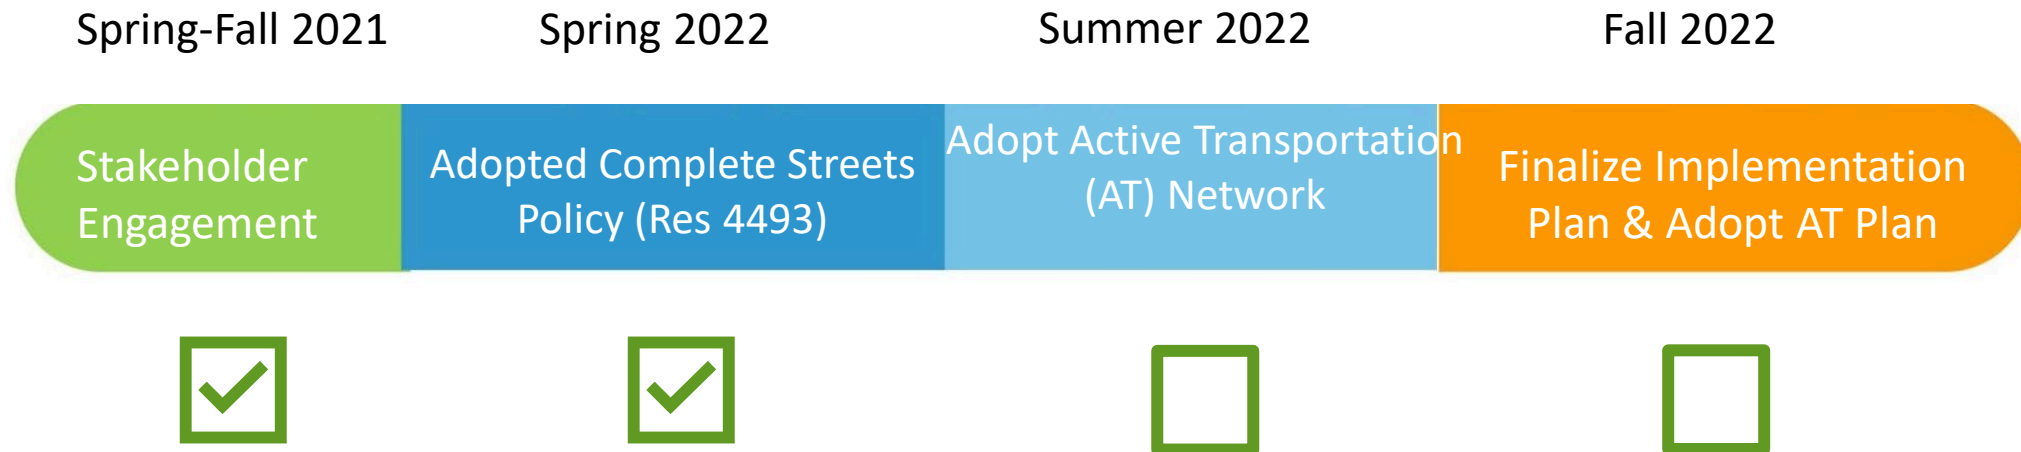 Spring-Fall 2021
Spring 2022
Summer 2022
Fall 2022
Stakeholder
Engagement
Adopted Complete Streets
Policy (Res 4493)
Adopt Active Transportation
(AT) Network
Finalize Implementation
Plan & Adopt AT Plan